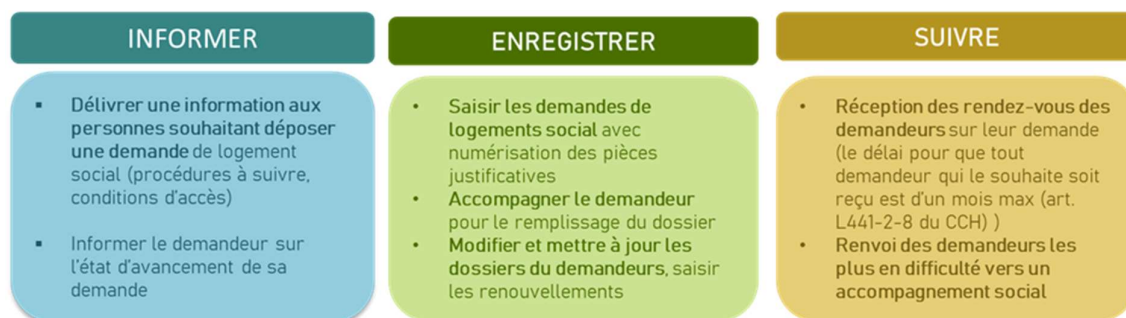 INFORMER
▪ Délivrer une information aux
personnes souhaitant déposer
une demande de logement
social (procédures à suivre,
conditions d'accès)
▪ Informer le demandeur sur
l'état d'avancement de sa
demande
ENREGISTRER
• Saisir les demandes de
logements social avec
numérisation des pièces
justificatives
• Accompagner le demandeur
pour le remplissage du dossier
• Modifier et mettre à jour les
dossiers du demandeurs, saisir
les renouvellements
SUIVRE
• Réception des rendez-vous des
demandeurs sur leur demande
(le délai pour que tout
demandeur qui le souhaite soit
reçu est d'un mois max (art.
L441-2-8 du CCH) )
• Renvoi des demandeurs les
plus en difficulté vers un
accompagnement social